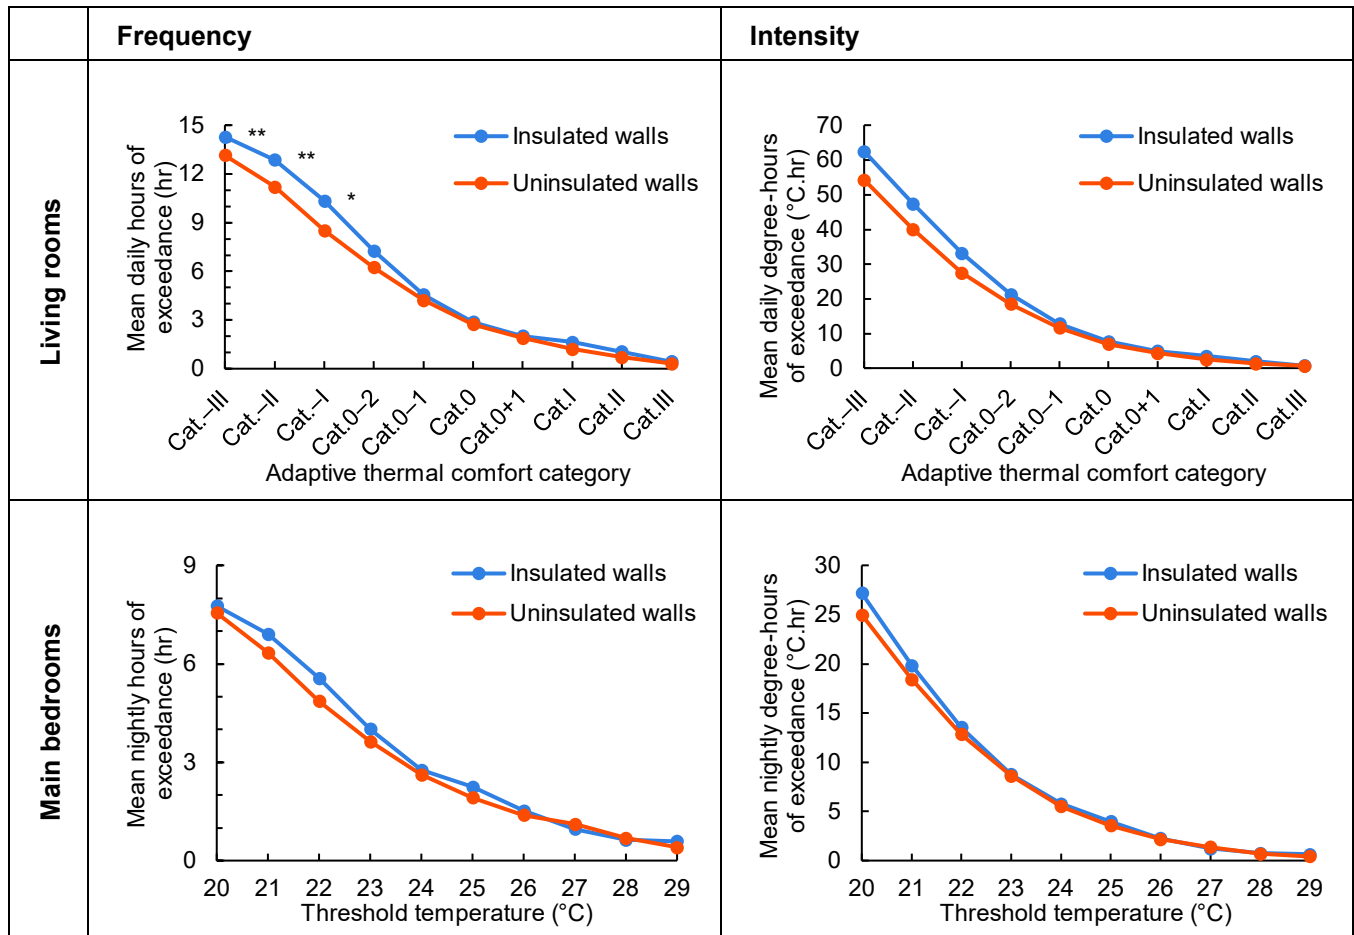 Frequency
Intensity
Living rooms
Mean daily hours of
exceedance (hr)
15
12
9
6
3
0
**
**
*
Insulated walls
Uninsulated walls
Cat.–III
Cat.–II
Cat.–I
Cat.0–2
Cat.0–1
Cat.0
Cat.0+1
Cat.I
Cat.II
Cat.III
Adaptive thermal comfort category
Mean daily degree-hours
of exceedance (°C.hr)
70
60
50
40
30
20
10
0
Insulated walls
Uninsulated walls
Cat.–III
Cat.–II
Cat.–I
Cat.0–2
Cat.0–1
Cat.0
Cat.0+1
Cat.I
Cat.II
Cat.III
Adaptive thermal comfort category
Main bedrooms
Mean nightly hours of
exceedance (hr)
9
6
3
0
Insulated walls
Uninsulated walls
20 21 22 23 24 25 26 27 28 29
Threshold temperature (°C)
Mean nightly degree-hours
of exceedance (°C.hr)
30
25
20
15
10
5
0
Insulated walls
Uninsulated walls
20 21 22 23 24 25 26 27 28 29
Threshold temperature (°C)